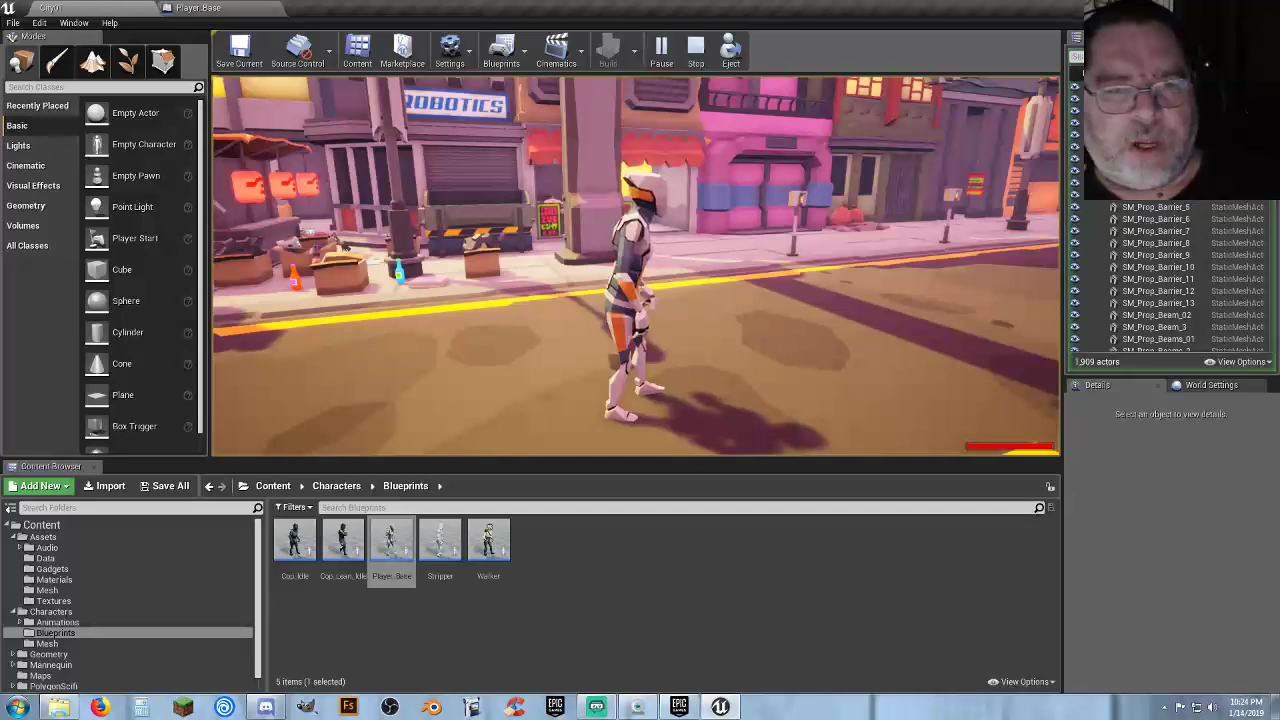 City01
Player_Base
File Edit Window Help
Modes
Search Classes
Recently Placed
Basic
Lights
Cinematic
Visual Effects
Geometry
Volumes
All Classes
Empty Actor
Empty Character
Empty Pawn
Point Light
Player Start
Cube
Sphere
Cylinder
Cone
Plane
Box Trigger
Save Current
Source Control
Content
Marketplace
Settings
Blueprints
Cinematics
Build
Pause
Stop
Eject
ROBOTICS
SM_Prop_Barrier_5 StaticMeshAct
SM_Prop_Barrier_6 StaticMeshAct
SM_Prop_Barrier_7 StaticMeshAct
SM_Prop_Barrier_8 StaticMeshAct
SM_Prop_Barrier_9 StaticMeshAct
SM_Prop_Barrier_10 StaticMeshAct
SM_Prop_Barrier_11 StaticMeshAct
SM_Prop_Barrier_12 StaticMeshAct
SM_Prop_Barrier_13 StaticMeshAct
SM_Prop_Beam_02 StaticMeshAct
SM_Prop_Beam_3 StaticMeshAct
SM_Prop_Beams_01 StaticMeshAct
1,909 actors View Options
Details
World Settings
Select an object to view details.
Content Browser
Add New Import Save All Content Characters Blueprints
Search Folders
Filters Search Blueprints
Content
Assets
Audio
Data
Gadgets
Materials
Mesh
Textures
Characters
Animations
Blueprints
Mesh
Geometry
Mannequin
Maps
PolygonScifi
Cop_Idle
Cop_Lean_Idle
Player_Base
Stripper
Walker
5 items (1 selected) View Options
Fs
EPIC GAMES
EPIC GAMES
10:24 PM
1/14/2019